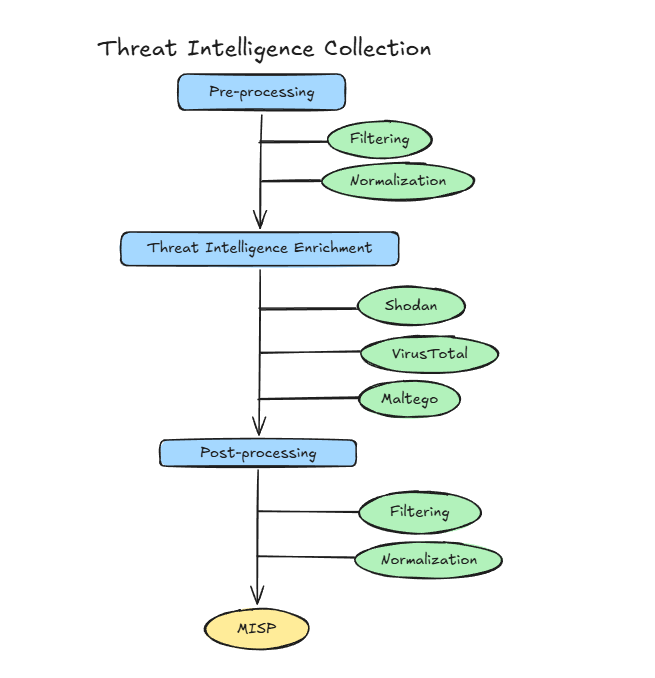 Threat Intelligence Collection
Pre-processing
Filtering
Normalization
Threat Intelligence Enrichment
Shodan
VirusTotal
Maltego
Post-processing
Filtering
Normalization
MISP